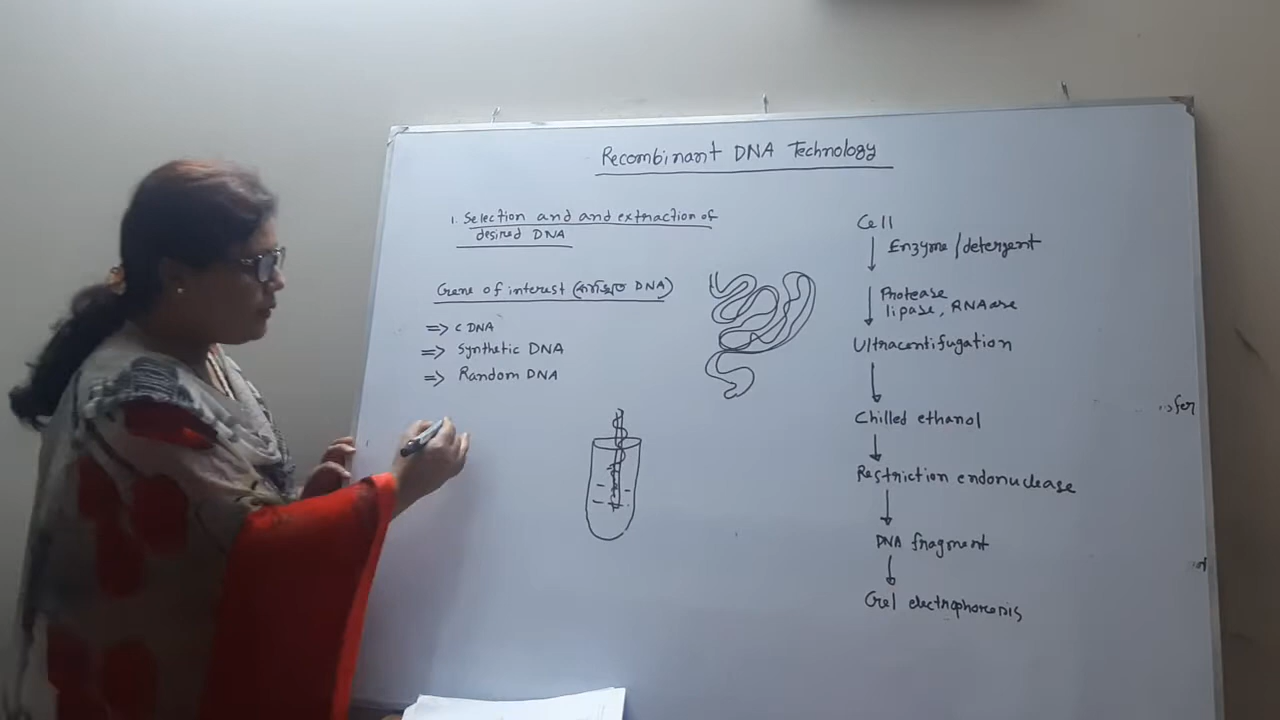 Recombinant DNA Technology
1. Selection and and extraction of
desired DNA
Gene of interest (কাঙ্ক্ষিত DNA)
=> c DNA
=> Synthetic DNA
=> Random DNA
Cell
Enzyme/detergent
Protease
lipase, RNAase
Ultracentifugation
Chilled ethanol
Restriction endonuclease
DNA fragment
Gel electrophoresis